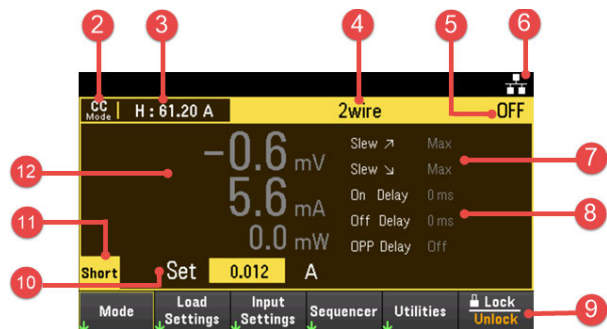 2 3 4 5 6
CC Mode | H : 61.20 A 2wire OFF
-0.6 mV Slew ↗ Max 7
12 Slew ↘ Max
5.6 mA On Delay 0 ms 8
Off Delay 0 ms
11 0.0 mW OPP Delay Off
Short Set 0.012 A
10
Mode Load Settings Input Settings Sequencer Utilities Lock Unlock 9